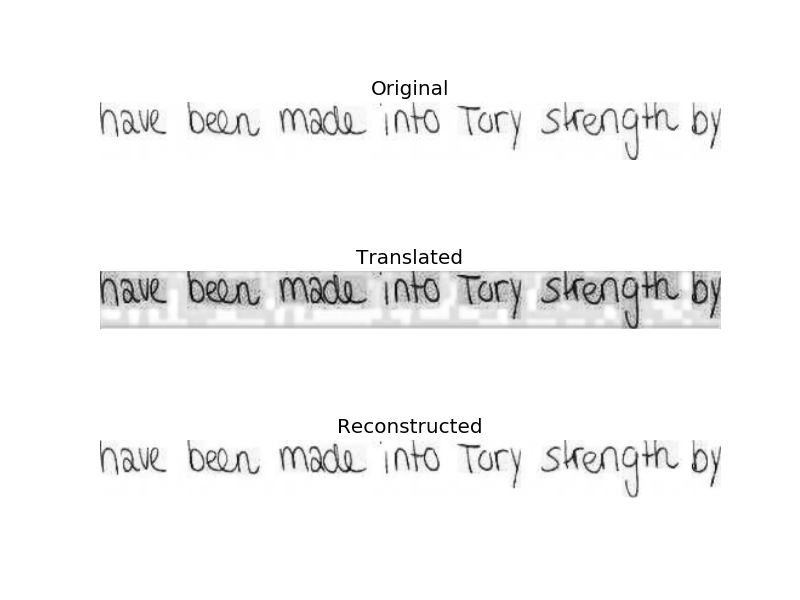 Original
have been made into Tory strength by
Translated
have been made into Tory strength by
Reconstructed
have been made into Tory strength by